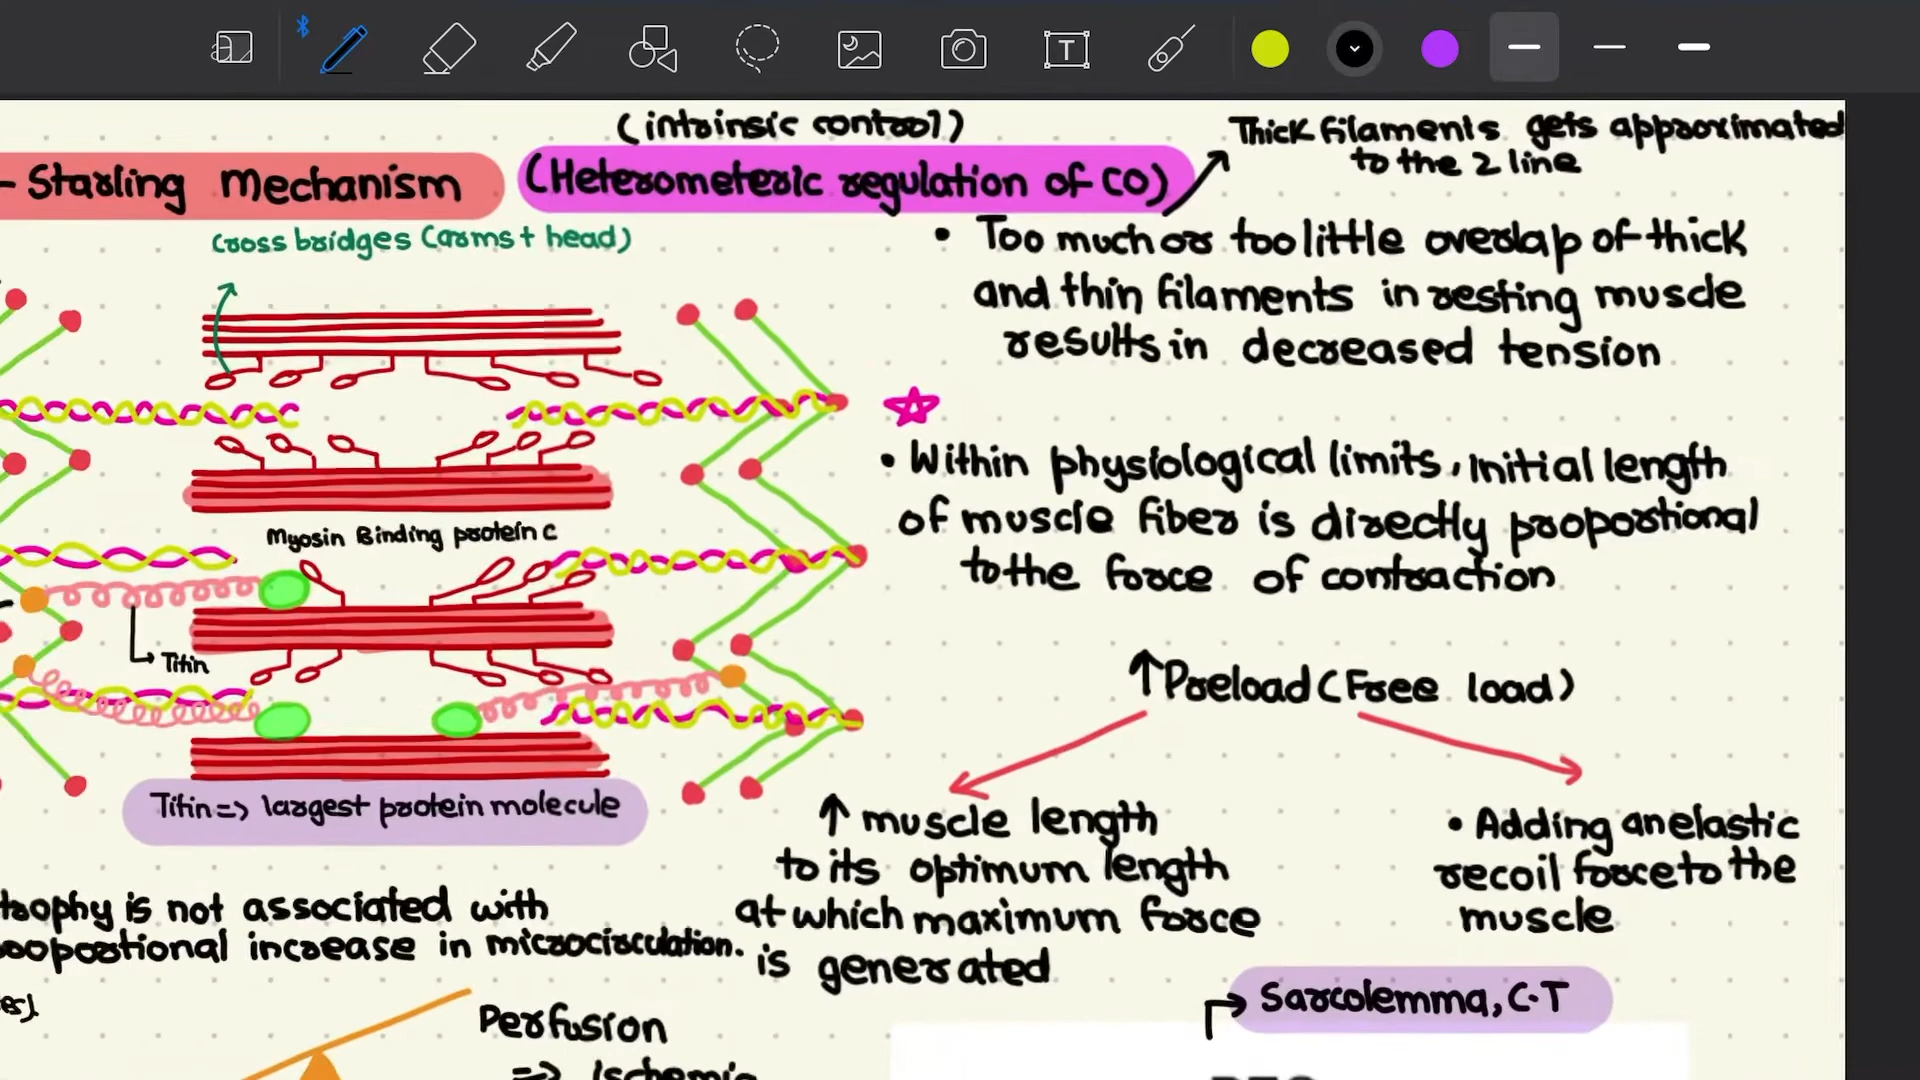 (intrinsic control)
Thick filaments gets approximated
to the Z line
- Starling Mechanism (Heterometeric regulation of CO)
Cross bridges (arms + head)
• Too much or too little overlap of thick
and thin filaments in resting muscle
results in decreased tension
• Within physiological limits, initial length
of muscle fiber is directly proportional
to the force of contraction
Myosin Binding protein C
Titin
Titin => largest protein molecule
↑ Preload (Free load)
↑ muscle length
to its optimum length
at which maximum force
is generated
• Adding an elastic
recoil force to the
muscle
trophy is not associated with
proportional increase in microcirculation.
Perfusion
=> Ischemia
Sarcolemma, C.T